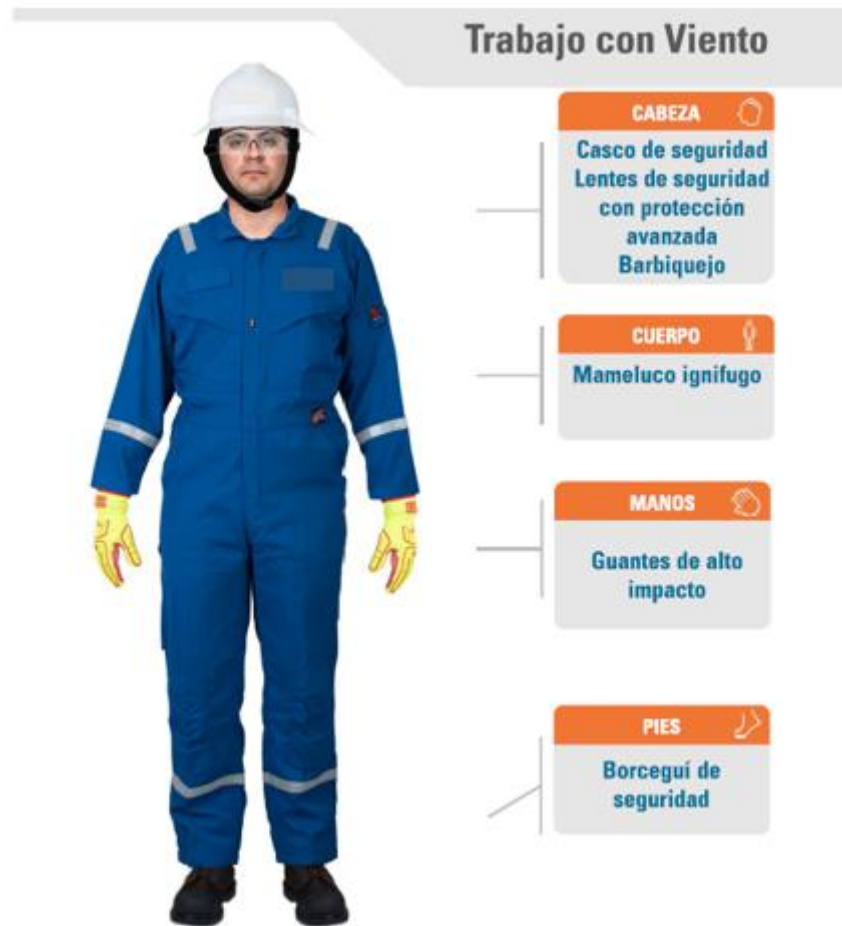 Trabajo con Viento
CABEZA
Casco de seguridad
Lentes de seguridad
con protección
avanzada
Barbiquejo
CUERPO
Mameluco ignifugo
MANOS
Guantes de alto
impacto
PIES
Borceguí de
seguridad